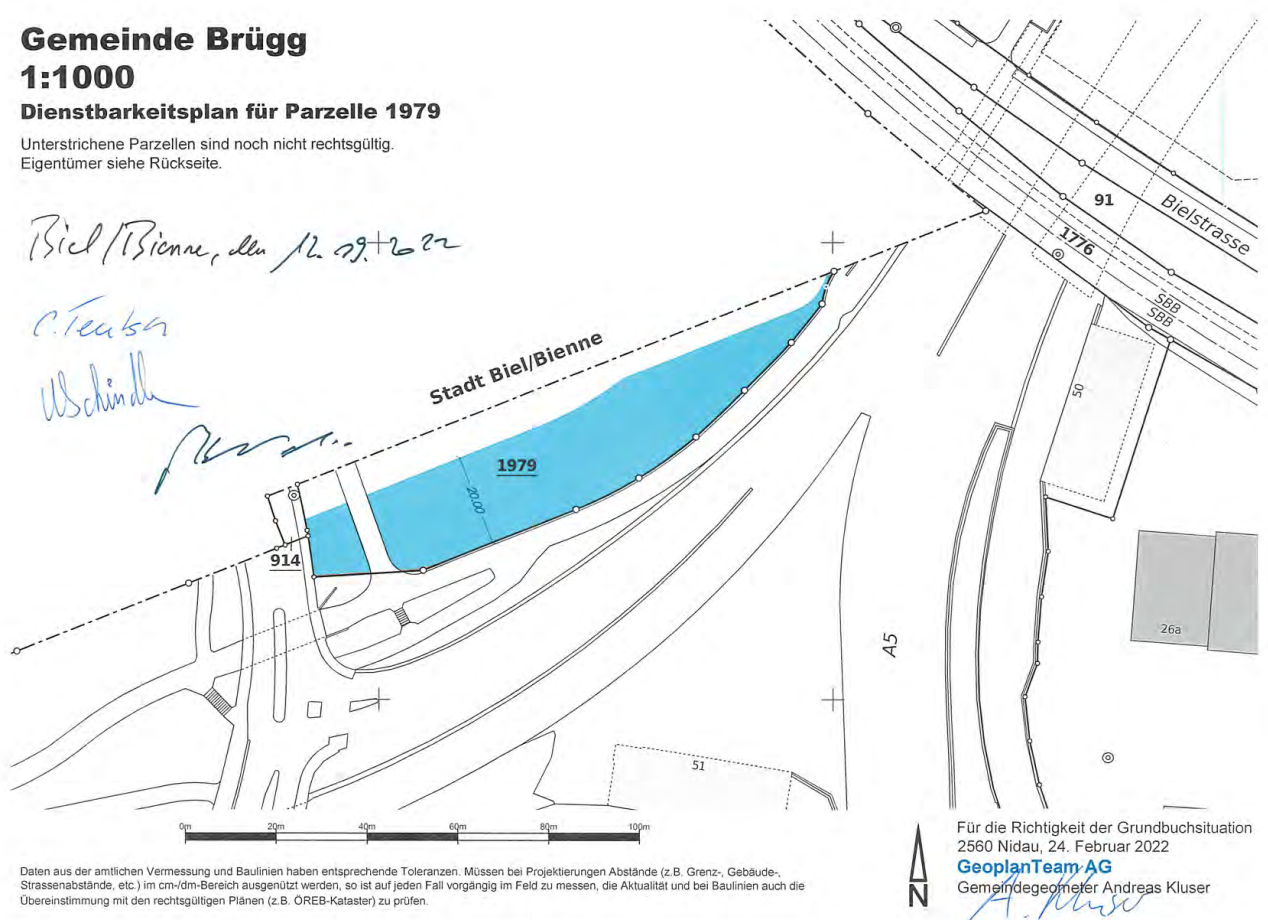 Gemeinde Brügg
1:1000
Dienstbarkeitsplan für Parzelle 1979
Unterstrichene Parzellen sind noch nicht rechtsgültig.
Eigentümer siehe Rückseite.
Biel/Bienne, den 12.09.2022
Bielstrasse
91
1776
SBB
SBB
Stadt Biel/Bienne
50
1979
20.00
914
26a
A5
51
0m 20m 40m 60m 80m 100m
N
Für die Richtigkeit der Grundbuchsituation
2560 Nidau, 24. Februar 2022
GeoplanTeam AG
Gemeindegeometer Andreas Kluser
A. Kluser
Daten aus der amtlichen Vermessung und Baulinien haben entsprechende Toleranzen. Müssen bei Projektierungen Abstände (z.B. Grenz-, Gebäude-,
Strassenabstände, etc.) im cm-/dm-Bereich ausgenützt werden, so ist auf jeden Fall vorgängig im Feld zu messen, die Aktualität und bei Baulinien auch die
Übereinstimmung mit den rechtsgültigen Plänen (z.B. ÖREB-Kataster) zu prüfen.